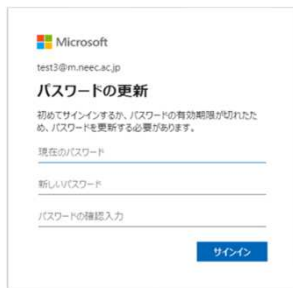 Microsoft
test3@m.neec.ac.jp
パスワードの更新
初めてサインインするか、パスワードの有効期限が切れたた
め、パスワードを更新する必要があります。
現在のパスワード
新しいパスワード
パスワードの確認入力
サインイン